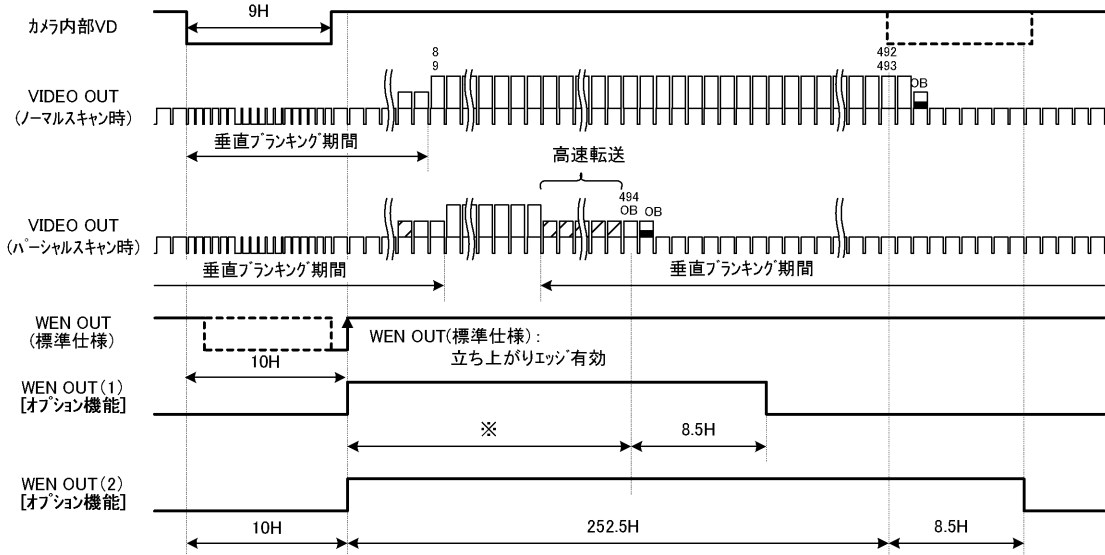 9H
カメラ内部VD
8
9
492
493
OB
VIDEO OUT
(ノーマルスキャン時)
垂直ブランキング期間
高速転送
494
OB
OB
VIDEO OUT
(パーシャルスキャン時)
垂直ブランキング期間
垂直ブランキング期間
WEN OUT
(標準仕様)
WEN OUT(標準仕様):
立ち上がりエッジ有効
10H
WEN OUT(1)
[オプション機能]
※
8.5H
WEN OUT(2)
[オプション機能]
10H
252.5H
8.5H